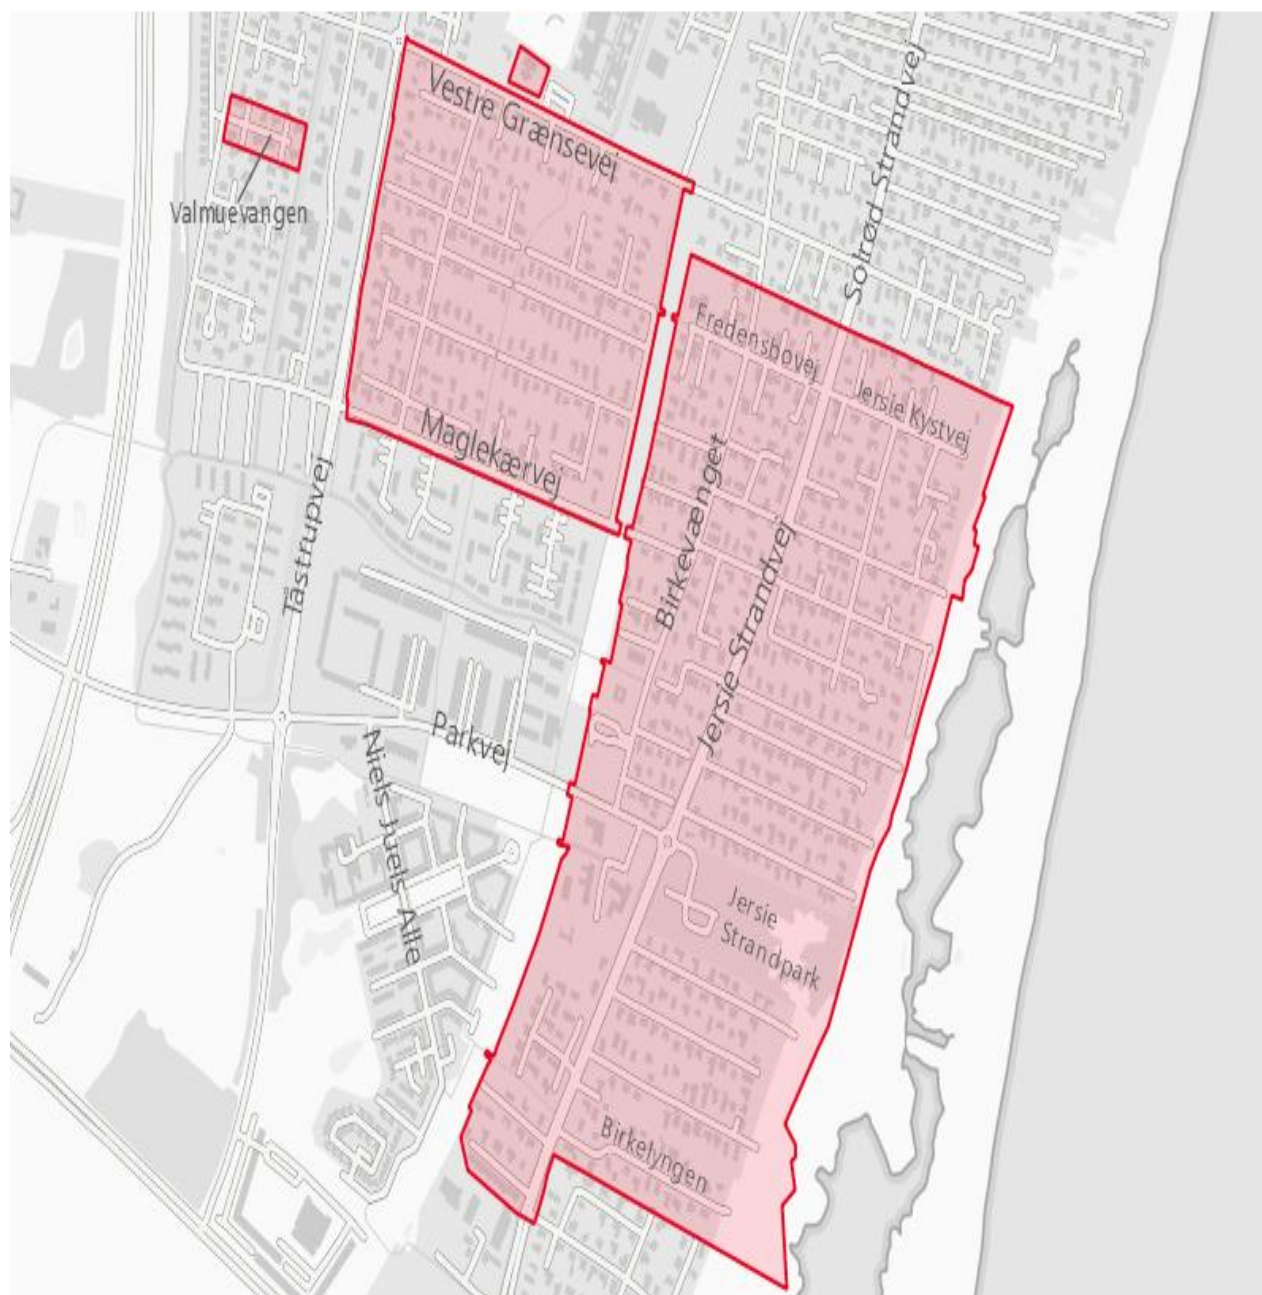 Vestre Grænsevej
Solrød Strandvej
Valmuevangen
Fredensbovej
Jersie Kystvej
Maglekærvej
Birkevænget
Tåstrupvej
Jersie Strandvej
Parkvej
Niels Juels Alle
Jersie
Strandpark
Birkelyngen